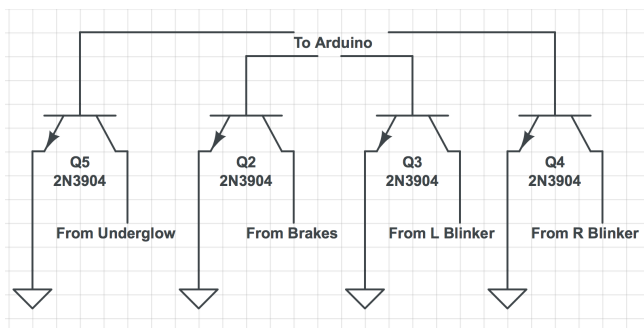 To Arduino
Q5
2N3904
Q2
2N3904
Q3
2N3904
Q4
2N3904
From Underglow
From Brakes
From L Blinker
From R Blinker